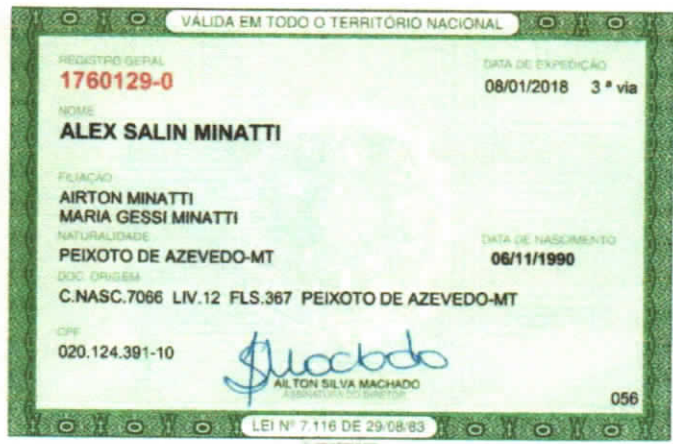 VÁLIDA EM TODO O TERRITÓRIO NACIONAL
REGISTRO GERAL
1760129-0
DATA DE EXPEDIÇÃO
08/01/2018 3 ª via
NOME
ALEX SALIN MINATTI
FILIAÇÃO
AIRTON MINATTI
MARIA GESSI MINATTI
NATURALIDADE
PEIXOTO DE AZEVEDO-MT
DATA DE NASCIMENTO
06/11/1990
DOC. ORIGEM
C.NASC.7066 LIV.12 FLS.367 PEIXOTO DE AZEVEDO-MT
CPF
020.124.391-10
AILTON SILVA MACHADO
ASSINATURA DO DIRETOR
056
LEI Nº 7.116 DE 29/08/83